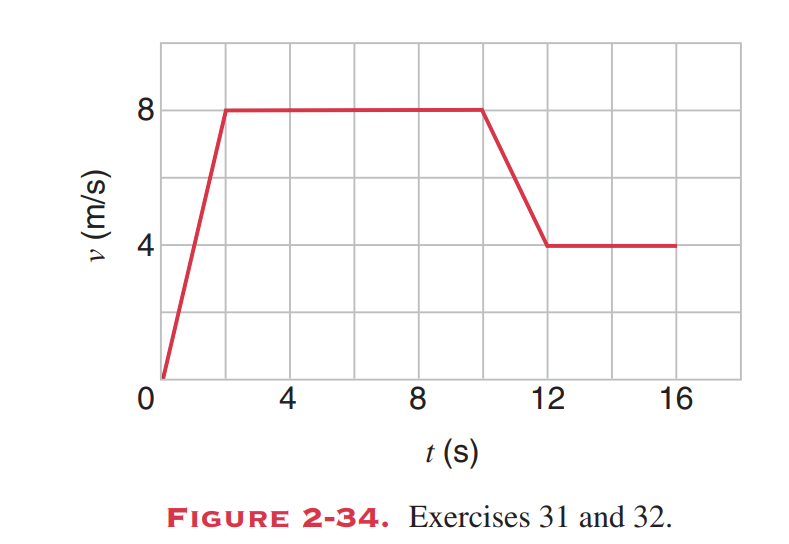 8
v (m/s)
4
0 4 8 12 16
t (s)
FIGURE 2-34. Exercises 31 and 32.